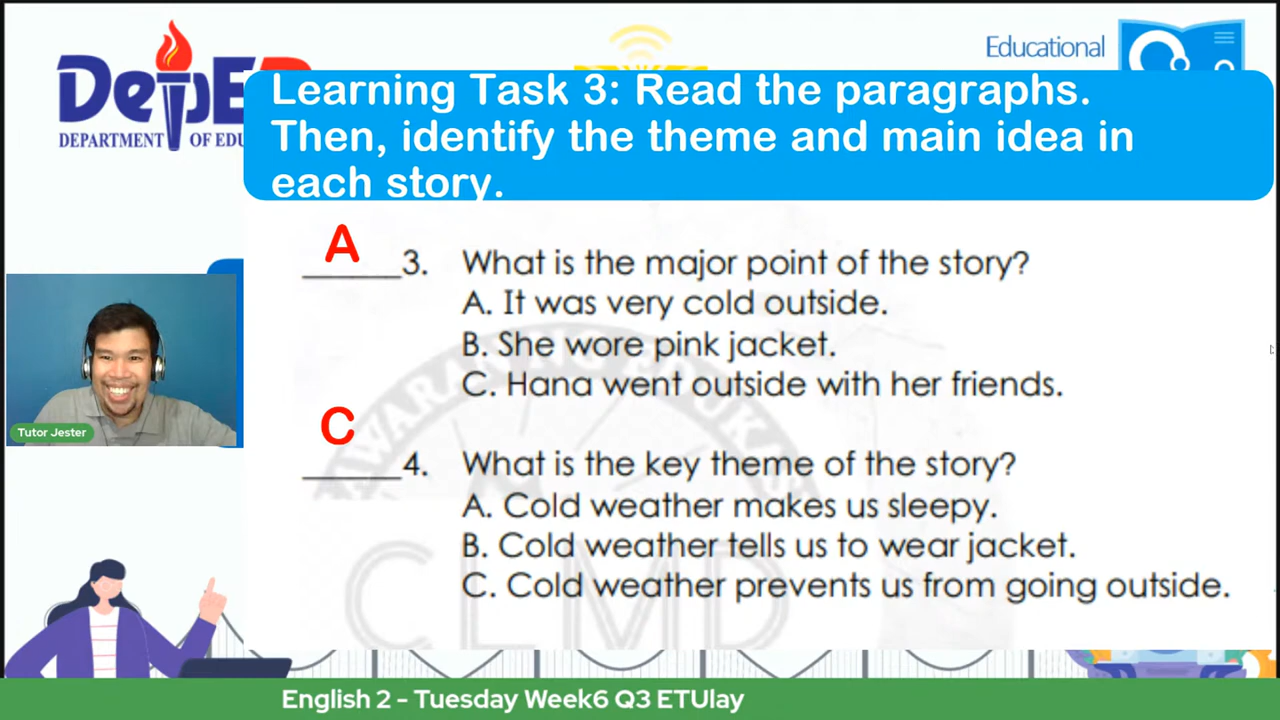 DepED
DEPARTMENT OF EDU
Educational
Learning Task 3: Read the paragraphs.
Then, identify the theme and main idea in
each story.
A
______3. What is the major point of the story?
A. It was very cold outside.
B. She wore pink jacket.
C. Hana went outside with her friends.
C
______4. What is the key theme of the story?
A. Cold weather makes us sleepy.
B. Cold weather tells us to wear jacket.
C. Cold weather prevents us from going outside.
CLMD
Tutor Jester
English 2 - Tuesday Week6 Q3 ETUlay